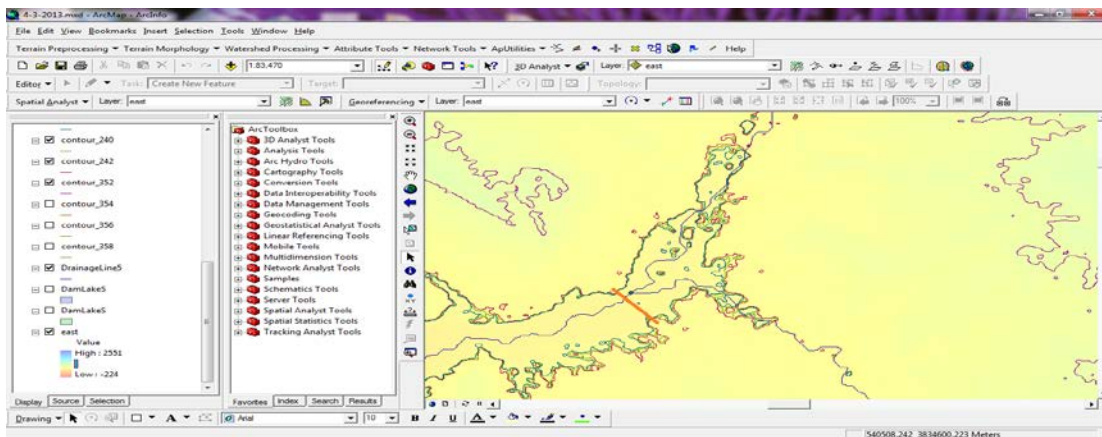 4-3-2013.mxd - ArcMap - ArcInfo
File Edit View Bookmarks Insert Selection Tools Window Help
Terrain Preprocessing Terrain Morphology Watershed Processing Attribute Tools Network Tools ApUtilities Help
1:83,470 3D Analyst Layer: east
Editor Task: Create New Feature Target: Topology:
Spatial Analyst Layer: east Georeferencing Layer: east 100%
contour_240
contour_242
contour_352
contour_354
contour_356
contour_358
DrainageLine5
DamLake5
DamLake5
east
Value
High : 2551
Low : -224
Display Source Selection
ArcToolbox
3D Analyst Tools
Analysis Tools
Arc Hydro Tools
Cartography Tools
Conversion Tools
Data Interoperability Tools
Data Management Tools
Geocoding Tools
Geostatistical Analyst Tools
Linear Referencing Tools
Mobile Tools
Multidimension Tools
Network Analyst Tools
Samples
Schematics Tools
Server Tools
Spatial Analyst Tools
Spatial Statistics Tools
Tracking Analyst Tools
Favorites Index Search Results
Drawing A Arial 10 B I U A
540508.242 3834600.223 Meters